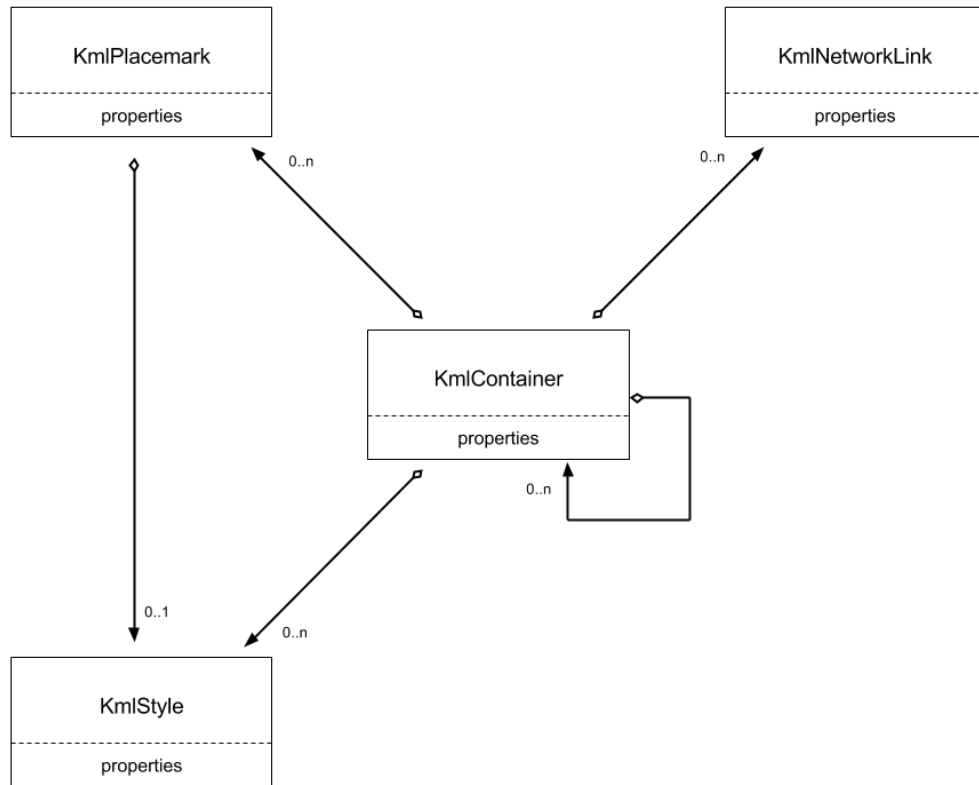 KmlPlacemark
properties
KmlNetworkLink
properties
0..n
0..n
KmlContainer
properties
0..n
0..1
0..n
KmlStyle
properties